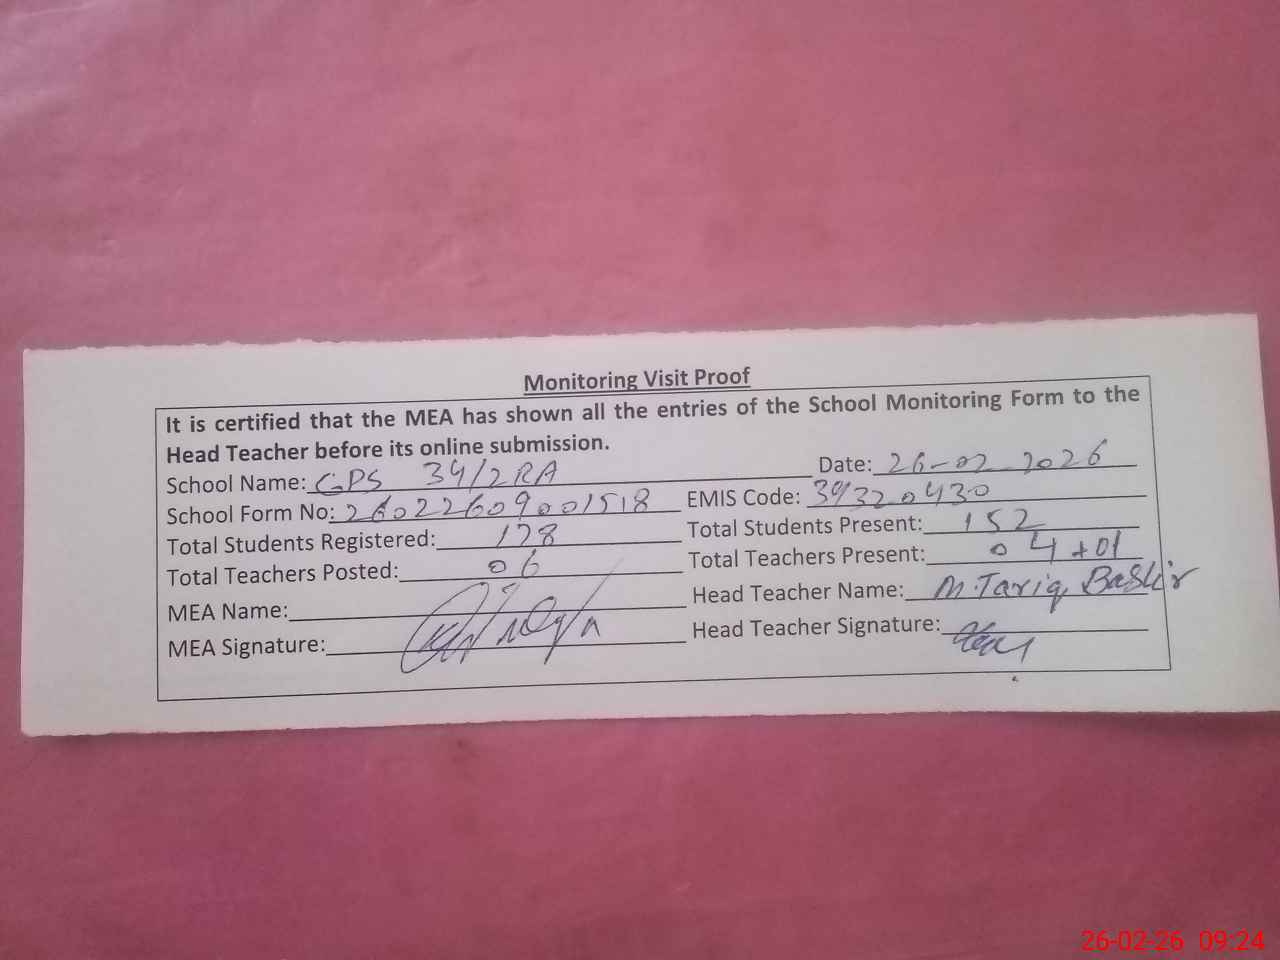 Monitoring Visit Proof
It is certified that the MEA has shown all the entries of the School Monitoring Form to the
Head Teacher before its online submission.
School Name: GPS 34/2RA Date: 26-02-2026
School Form No: 26022609001518 EMIS Code: 39320430
Total Students Registered: 178 Total Students Present: 152
Total Teachers Posted: 06 Total Teachers Present: 04+01
MEA Name: Head Teacher Name: M. Tariq Bashir
MEA Signature: Head Teacher Signature:
26-02-26 09:24